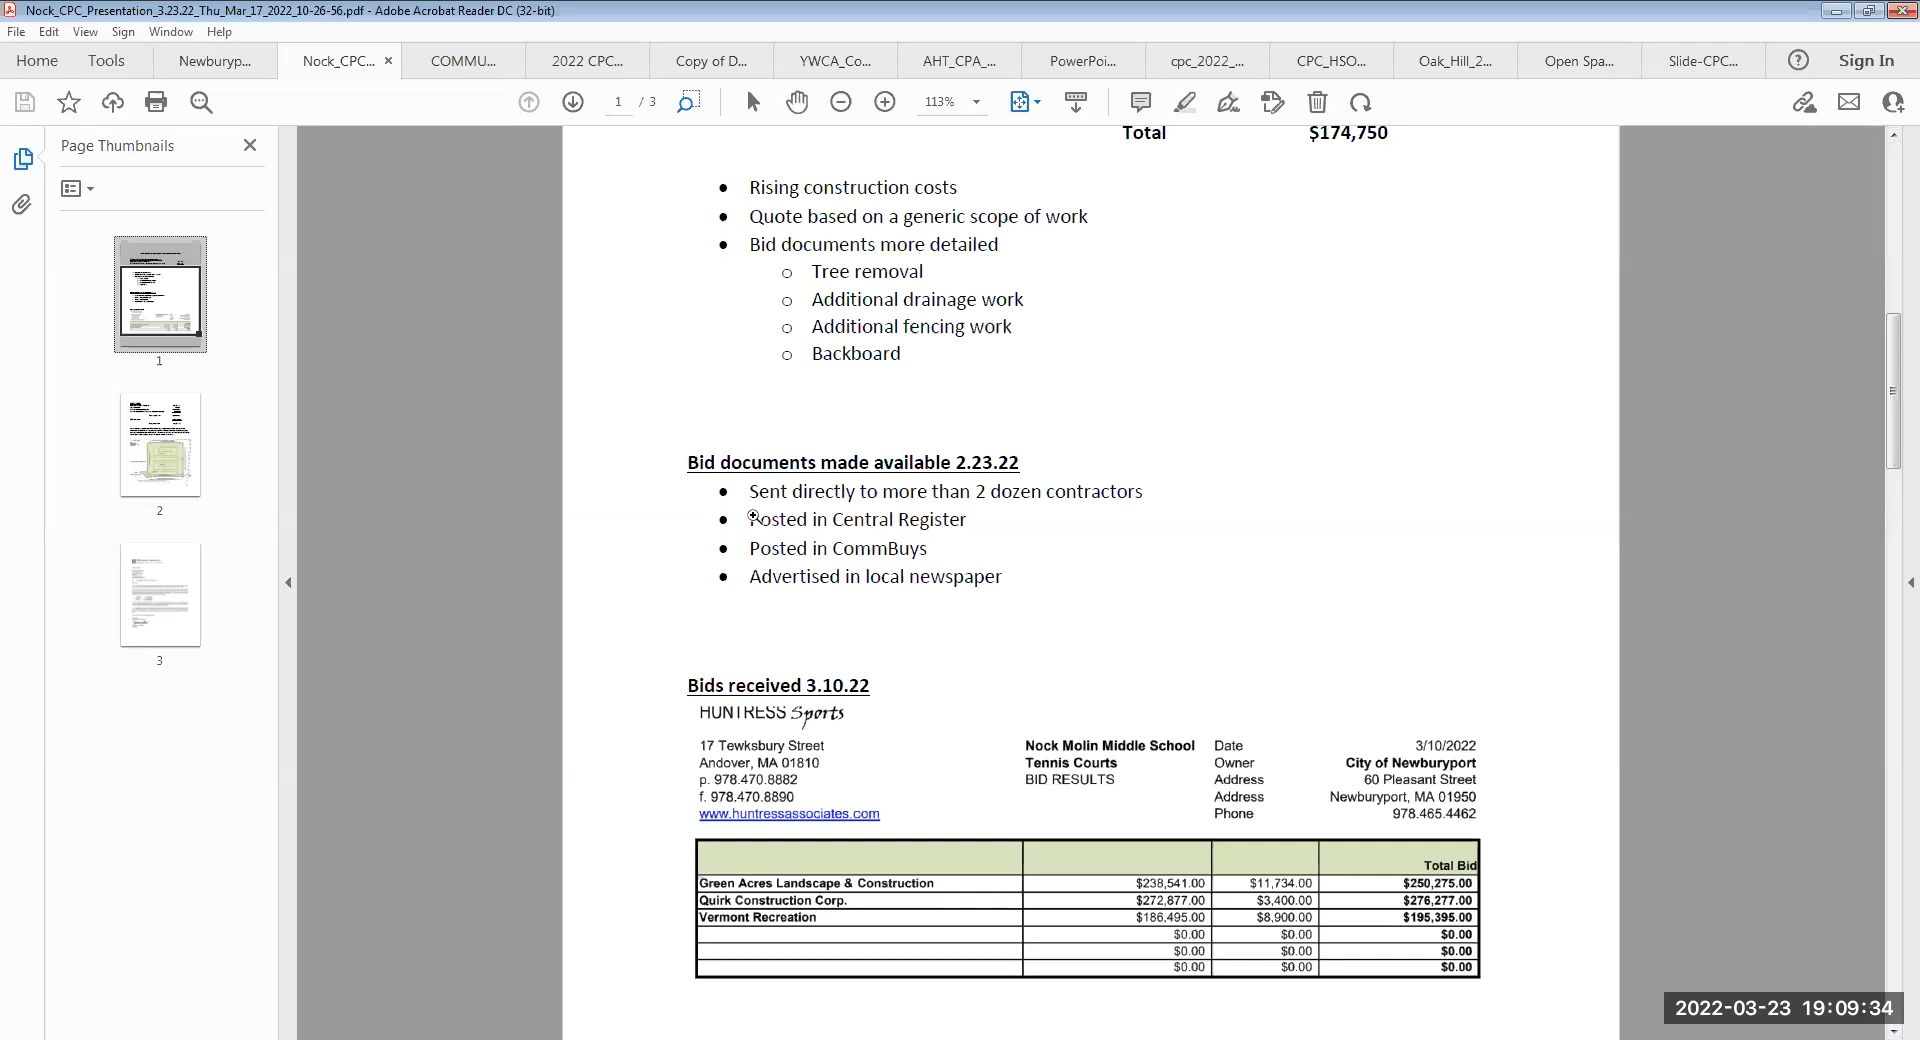 Nock_CPC_Presentation_3.23.22_Thu_Mar_17_2022_10-26-56.pdf - Adobe Acrobat Reader DC (32-bit)
File Edit View Sign Window Help
Home Tools Newburyp... Nock_CPC... COMMU... 2022 CPC... Copy of D... YWCA_Co... AHT_CPA_... PowerPoi... cpc_2022_... CPC_HSO... Oak_Hill_2... Open Spa... Slide-CPC... Sign In
1 / 3 113%
Page Thumbnails
1
2
3
Total $174,750
• Rising construction costs
• Quote based on a generic scope of work
• Bid documents more detailed
o Tree removal
o Additional drainage work
o Additional fencing work
o Backboard
Bid documents made available 2.23.22
• Sent directly to more than 2 dozen contractors
• Posted in Central Register
• Posted in CommBuys
• Advertised in local newspaper
Bids received 3.10.22
HUNTRESS Sports
17 Tewksbury Street Nock Molin Middle School Date 3/10/2022
Andover, MA 01810 Tennis Courts Owner City of Newburyport
p. 978.470.8882 BID RESULTS Address 60 Pleasant Street
f. 978.470.8890 Address Newburyport, MA 01950
www.huntressassociates.com Phone 978.465.4462
Total Bid
Green Acres Landscape & Construction $238,541.00 $11,734.00 $250,275.00
Quirk Construction Corp. $272,877.00 $3,400.00 $276,277.00
Vermont Recreation $186,495.00 $8,900.00 $195,395.00
$0.00 $0.00 $0.00
$0.00 $0.00 $0.00
$0.00 $0.00 $0.00
2022-03-23 19:09:34